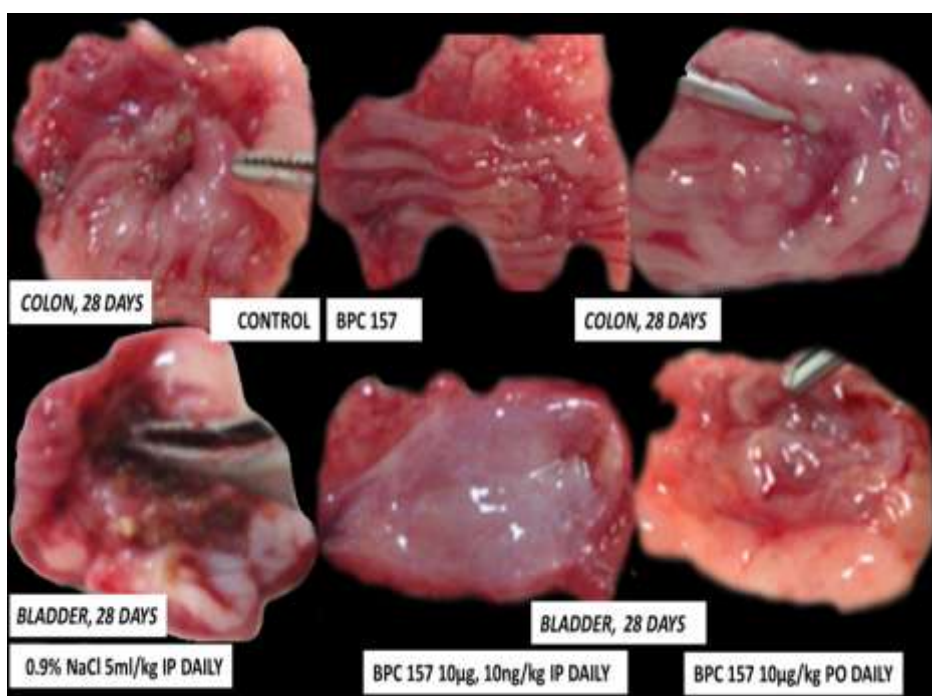 COLON, 28 DAYS
CONTROL
BPC 157
COLON, 28 DAYS
BLADDER, 28 DAYS
BLADDER, 28 DAYS
0.9% NaCl 5ml/kg IP DAILY
BPC 157 10µg, 10ng/kg IP DAILY
BPC 157 10µg/kg PO DAILY